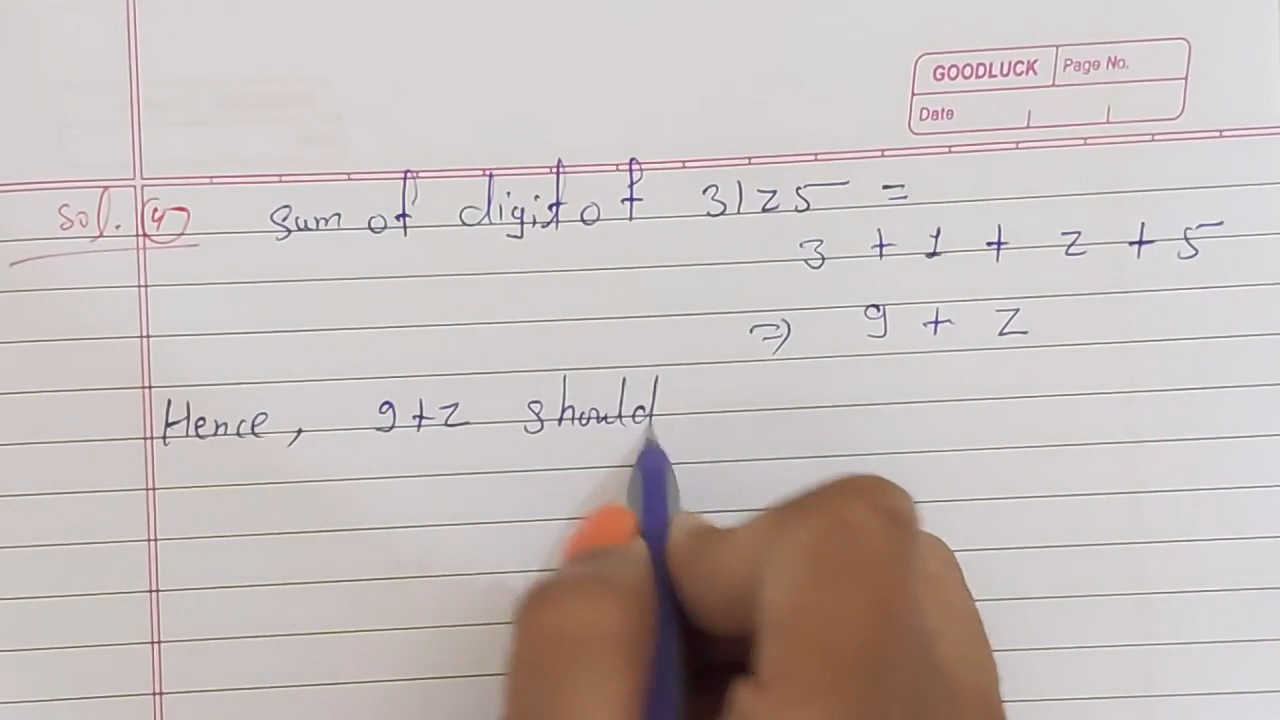 GOODLUCK Page No.
Date
Sol. 4 Sum of digit of 31z5 =
3 + 1 + z + 5
⇒ 9 + z
Hence, 9+z should